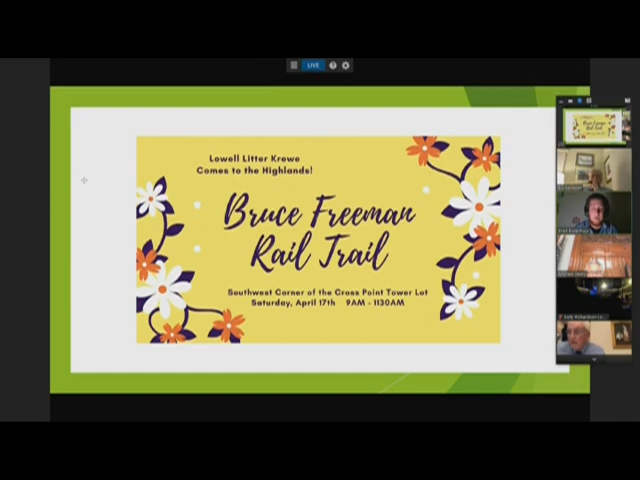 LIVE
Lowell Litter Krewe
Comes to the Highlands!
Bruce Freeman
Rail Trail
Southwest Corner of the Cross Point Tower Lot
Saturday, April 17th 9AM - 1130AM